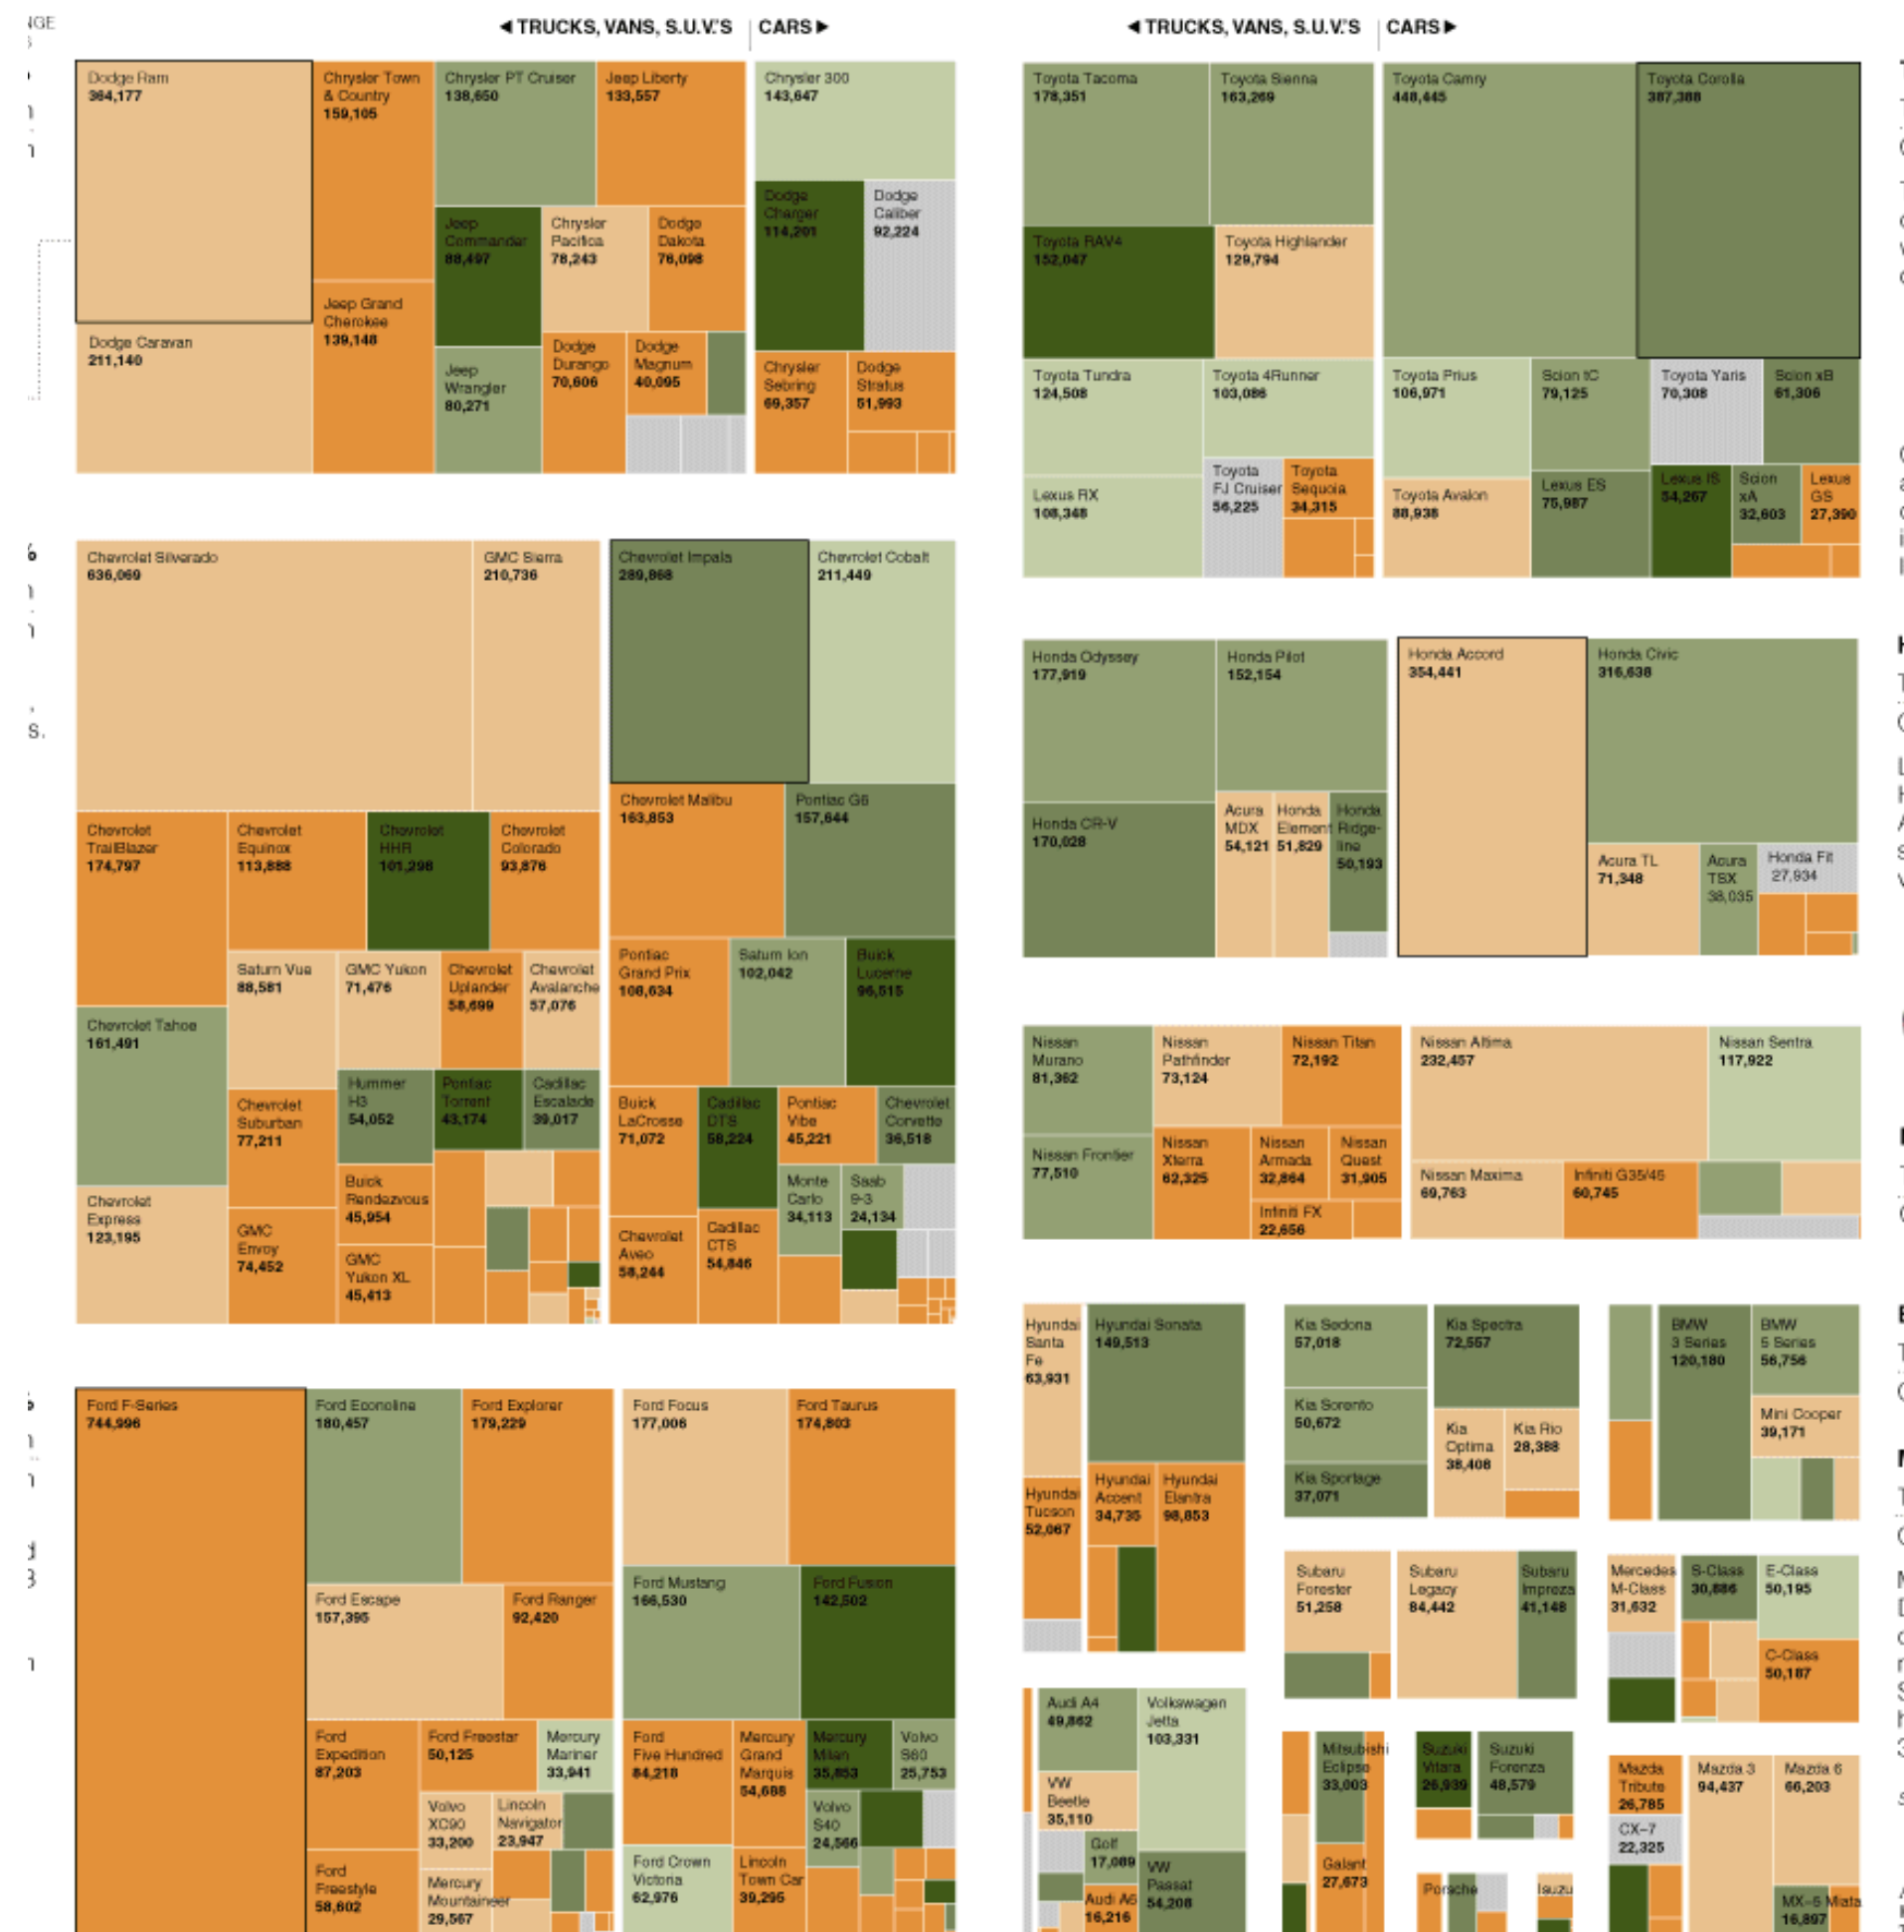 ◀ TRUCKS, VANS, S.U.V.'S | CARS ▶
Dodge Ram
364,177
Chrysler Town
& Country
159,105
Chrysler PT Cruiser
138,650
Jeep Liberty
133,557
Chrysler 300
143,647
Jeep
Commander
88,497
Chrysler
Pacifica
78,243
Dodge
Dakota
76,098
Dodge
Charger
114,201
Dodge
Caliber
92,224
Jeep Grand
Cherokee
139,148
Dodge Caravan
211,140
Jeep
Wrangler
80,271
Dodge
Durango
70,606
Dodge
Magnum
40,095
Chrysler
Sebring
69,357
Dodge
Stratus
51,993
Chevrolet Silverado
636,069
GMC Sierra
210,736
Chevrolet Impala
289,868
Chevrolet Cobalt
211,449
Chevrolet Malibu
163,853
Pontiac G6
157,644
Chevrolet
TrailBlazer
174,797
Chevrolet
Equinox
113,888
Chevrolet
HHR
101,298
Chevrolet
Colorado
93,876
Pontiac
Grand Prix
108,634
Saturn Ion
102,042
Buick
Lucerne
96,515
Saturn Vue
88,581
GMC Yukon
71,476
Chevrolet
Uplander
58,699
Chevrolet
Avalanche
57,076
Chevrolet Tahoe
161,491
Hummer
H3
54,052
Pontiac
Torrent
43,174
Cadillac
Escalade
39,017
Chevrolet
Suburban
77,211
Buick
LaCrosse
71,072
Cadillac
DTS
58,224
Pontiac
Vibe
45,221
Chevrolet
Corvette
36,518
Buick
Rendezvous
45,954
Monte
Carlo
34,113
Saab
9-3
24,134
Chevrolet
Express
123,195
GMC
Envoy
74,452
GMC
Yukon XL
45,413
Chevrolet
Aveo
58,244
Cadillac
CTS
54,846
Ford F-Series
744,996
Ford Econoline
180,457
Ford Explorer
179,229
Ford Focus
177,006
Ford Taurus
174,803
Ford Escape
157,395
Ford Ranger
92,420
Ford Mustang
166,530
Ford Fusion
142,502
Ford
Expedition
87,203
Ford Freestar
50,125
Mercury
Mariner
33,941
Ford
Five Hundred
84,218
Mercury
Grand
Marquis
54,688
Mercury
Milan
35,853
Volvo
S60
25,753
Volvo
XC90
33,200
Lincoln
Navigator
23,947
Volvo
S40
24,566
Ford
Freestyle
58,602
Mercury
Mountaineer
29,567
Ford Crown
Victoria
62,976
Lincoln
Town Car
39,295
◀ TRUCKS, VANS, S.U.V.'S | CARS ▶
Toyota Tacoma
178,351
Toyota Sienna
163,269
Toyota Camry
448,445
Toyota Corolla
387,388
Toyota RAV4
152,047
Toyota Highlander
129,794
Toyota Tundra
124,508
Toyota 4Runner
103,086
Toyota Prius
106,971
Scion tC
79,125
Toyota Yaris
70,308
Scion xB
61,306
Lexus RX
108,348
Toyota
FJ Cruiser
56,225
Toyota
Sequoia
34,315
Toyota Avalon
88,938
Lexus ES
75,987
Lexus IS
54,267
Scion
xA
32,603
Lexus
GS
27,390
Honda Odyssey
177,919
Honda Pilot
152,154
Honda Accord
354,441
Honda Civic
316,638
Honda CR-V
170,028
Acura
MDX
54,121
Honda
Element
51,829
Honda
Ridge-
line
50,193
Acura TL
71,348
Acura
TSX
38,035
Honda Fit
27,934
Nissan
Murano
81,362
Nissan
Pathfinder
73,124
Nissan Titan
72,192
Nissan Altima
232,457
Nissan Sentra
117,922
Nissan Frontier
77,510
Nissan
Xterra
62,325
Nissan
Armada
32,864
Nissan
Quest
31,905
Infiniti FX
22,656
Nissan Maxima
69,763
Infiniti G35/45
60,745
Hyundai
Santa
Fe
63,931
Hyundai Sonata
149,513
Hyundai
Tucson
52,067
Hyundai
Accent
34,735
Hyundai
Elantra
98,853
Kia Sedona
57,018
Kia Spectra
72,557
Kia Sorento
50,672
Kia
Optima
38,408
Kia Rio
28,388
Kia Sportage
37,071
BMW
3 Series
120,180
BMW
5 Series
56,756
Mini Cooper
39,171
Subaru
Forester
51,258
Subaru
Legacy
84,442
Subaru
Impreza
41,148
Mercedes
M-Class
31,632
S-Class
30,886
E-Class
50,195
C-Class
50,187
Audi A4
49,862
Volkswagen
Jetta
103,331
VW
Beetle
35,110
Golf
17,089
Audi A6
16,216
VW
Passat
54,208
Mitsubishi
Eclipse
33,003
Galant
27,673
Suzuki
Vitara
26,939
Suzuki
Forenza
48,579
Porsche
Isuzu
Mazda
Tribute
26,785
Mazda 3
94,437
Mazda 6
66,203
CX–7
22,325
MX–5 Miata
16,897